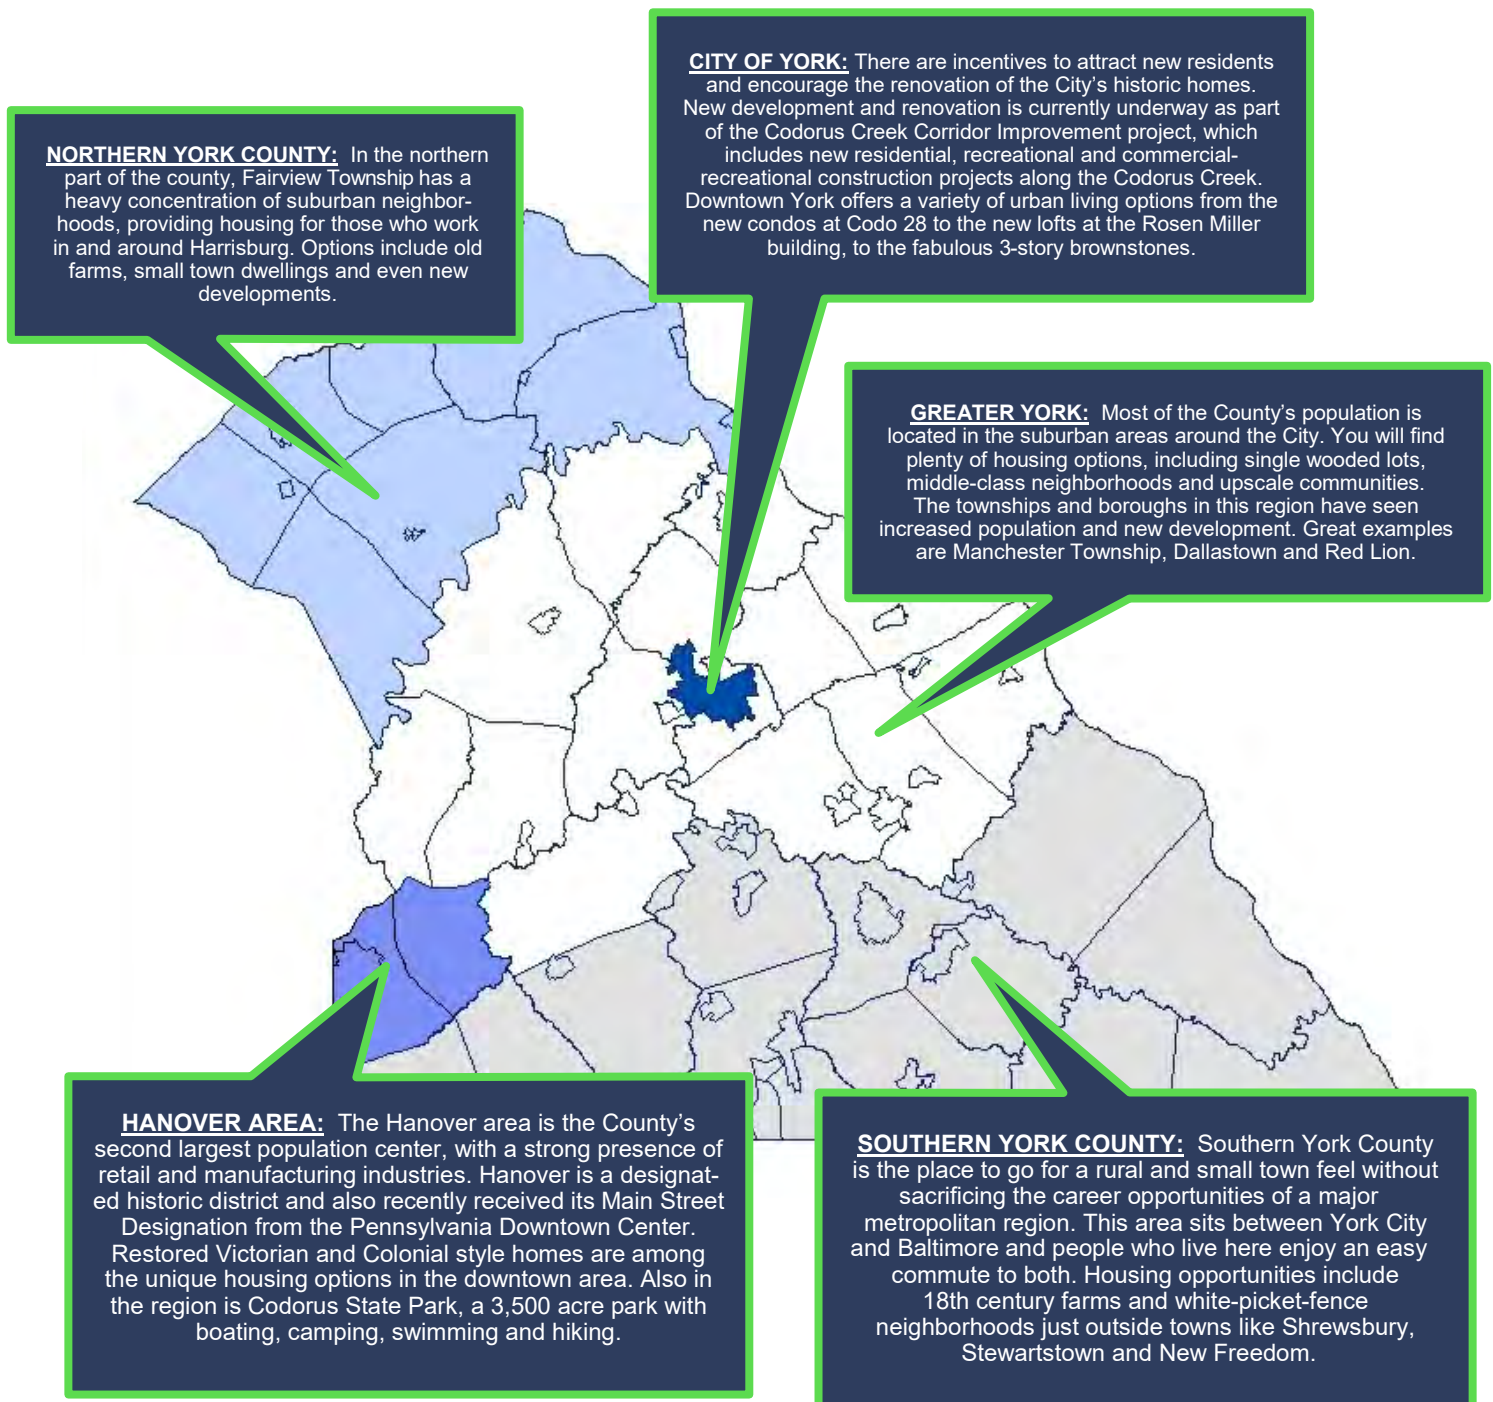 CITY OF YORK: There are incentives to attract new residents
and encourage the renovation of the City's historic homes.
New development and renovation is currently underway as part
of the Codorus Creek Corridor Improvement project, which
includes new residential, recreational and commercial-
recreational construction projects along the Codorus Creek.
Downtown York offers a variety of urban living options from the
new condos at Codo 28 to the new lofts at the Rosen Miller
building, to the fabulous 3-story brownstones.
NORTHERN YORK COUNTY: In the northern
part of the county, Fairview Township has a
heavy concentration of suburban neighbor-
hoods, providing housing for those who work
in and around Harrisburg. Options include old
farms, small town dwellings and even new
developments.
GREATER YORK: Most of the County's population is
located in the suburban areas around the City. You will find
plenty of housing options, including single wooded lots,
middle-class neighborhoods and upscale communities.
The townships and boroughs in this region have seen
increased population and new development. Great examples
are Manchester Township, Dallastown and Red Lion.
HANOVER AREA: The Hanover area is the County's
second largest population center, with a strong presence of
retail and manufacturing industries. Hanover is a designat-
ed historic district and also recently received its Main Street
Designation from the Pennsylvania Downtown Center.
Restored Victorian and Colonial style homes are among
the unique housing options in the downtown area. Also in
the region is Codorus State Park, a 3,500 acre park with
boating, camping, swimming and hiking.
SOUTHERN YORK COUNTY: Southern York County
is the place to go for a rural and small town feel without
sacrificing the career opportunities of a major
metropolitan region. This area sits between York City
and Baltimore and people who live here enjoy an easy
commute to both. Housing opportunities include
18th century farms and white-picket-fence
neighborhoods just outside towns like Shrewsbury,
Stewartstown and New Freedom.